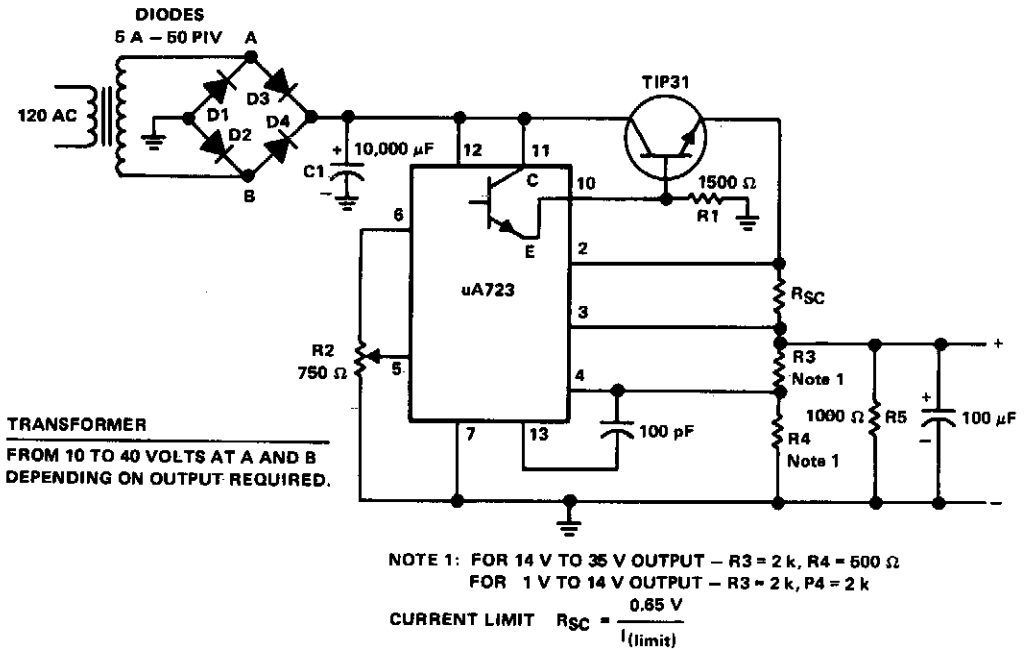 DIODES
5 A – 50 PIV
A
TIP31
120 AC
D1
D3
D2
D4
B
C1
+
10,000 µF
–
12
11
10
C
E
1500 Ω
R1
6
2
uA723
RSC
3
R2
750 Ω
5
4
R3
Note 1
+
1000 Ω
R5
+
–
100 µF
7
13
100 pF
R4
Note 1
–
TRANSFORMER
FROM 10 TO 40 VOLTS AT A AND B
DEPENDING ON OUTPUT REQUIRED.
NOTE 1: FOR 14 V TO 35 V OUTPUT – R3 = 2 k, R4 = 500 Ω
FOR 1 V TO 14 V OUTPUT – R3 = 2 k, P4 = 2 k
CURRENT LIMIT RSC = 0.65 V
I(limit)